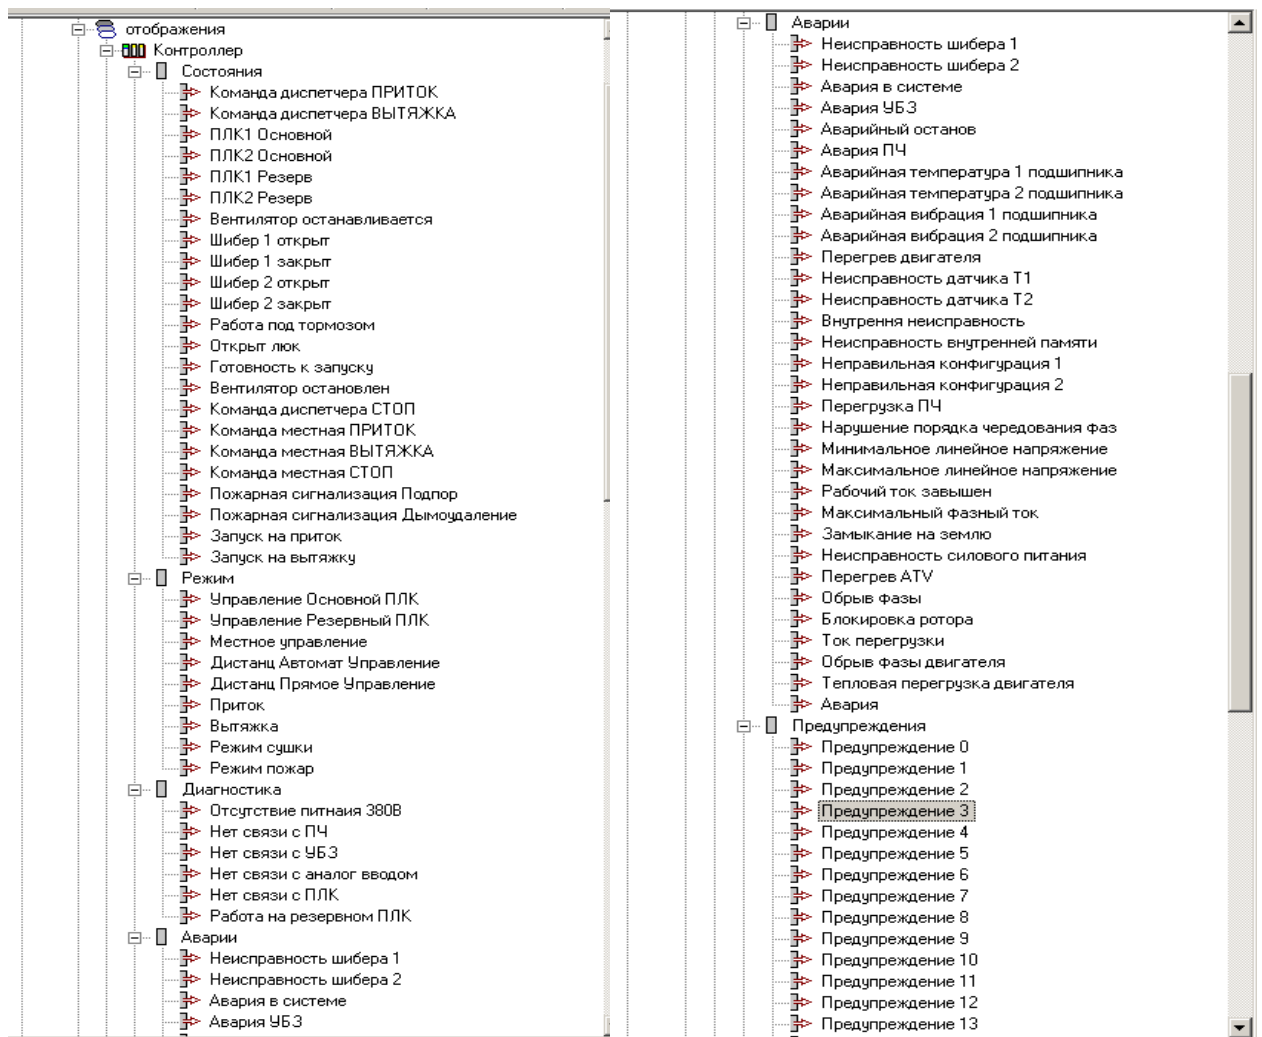 отображения
Контроллер
Состояния
Команда диспетчера ПРИТОК
Команда диспетчера ВЫТЯЖКА
ПЛК1 Основной
ПЛК2 Основной
ПЛК1 Резерв
ПЛК2 Резерв
Вентилятор останавливается
Шибер 1 открыт
Шибер 1 закрыт
Шибер 2 открыт
Шибер 2 закрыт
Работа под тормозом
Открыт люк
Готовность к запуску
Вентилятор остановлен
Команда диспетчера СТОП
Команда местная ПРИТОК
Команда местная ВЫТЯЖКА
Команда местная СТОП
Пожарная сигнализация Подпор
Пожарная сигнализация Дымоудаление
Запуск на приток
Запуск на вытяжку
Режим
Управление Основной ПЛК
Управление Резервный ПЛК
Местное управление
Дистанц Автомат Управление
Дистанц Прямое Управление
Приток
Вытяжка
Режим сушки
Режим пожар
Диагностика
Отсутствие питнаия 380В
Нет связи с ПЧ
Нет связи с УБЗ
Нет связи с аналог вводом
Нет связи с ПЛК
Работа на резервном ПЛК
Аварии
Неисправность шибера 1
Неисправность шибера 2
Авария в системе
Авария УБЗ
Аварии
Неисправность шибера 1
Неисправность шибера 2
Авария в системе
Авария УБЗ
Аварийный останов
Авария ПЧ
Аварийная температура 1 подшипника
Аварийная температура 2 подшипника
Аварийная вибрация 1 подшипника
Аварийная вибрация 2 подшипника
Перегрев двигателя
Неисправность датчика Т1
Неисправность датчика Т2
Внутрення неисправность
Неисправность внутренней памяти
Неправильная конфигурация 1
Неправильная конфигурация 2
Перегрузка ПЧ
Нарушение порядка чередования фаз
Минимальное линейное напряжение
Максимальное линейное напряжение
Рабочий ток завышен
Максимальный фазный ток
Замыкание на землю
Неисправность силового питания
Перегрев ATV
Обрыв фазы
Блокировка ротора
Ток перегрузки
Обрыв фазы двигателя
Тепловая перегрузка двигателя
Авария
Предупреждения
Предупреждение 0
Предупреждение 1
Предупреждение 2
Предупреждение 3
Предупреждение 4
Предупреждение 5
Предупреждение 6
Предупреждение 7
Предупреждение 8
Предупреждение 9
Предупреждение 10
Предупреждение 11
Предупреждение 12
Предупреждение 13